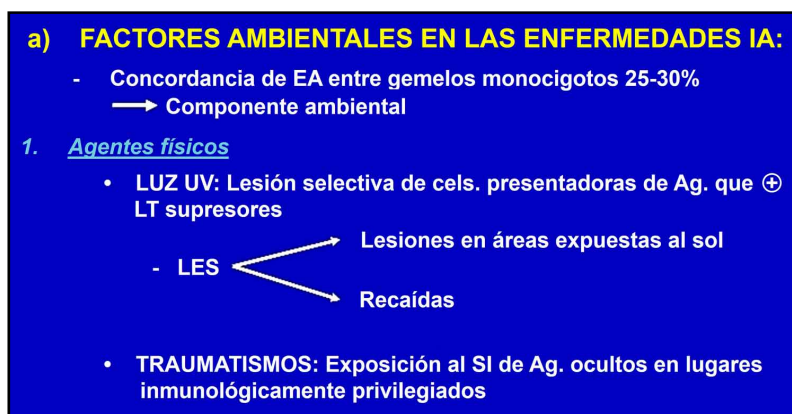 a) FACTORES AMBIENTALES EN LAS ENFERMEDADES IA:
- Concordancia de EA entre gemelos monocigotos 25-30%
→ Componente ambiental
1. Agentes físicos
• LUZ UV: Lesión selectiva de cels. presentadoras de Ag. que ⊕
LT supresores
Lesiones en áreas expuestas al sol
- LES
Recaídas
• TRAUMATISMOS: Exposición al SI de Ag. ocultos en lugares
inmunológicamente privilegiados